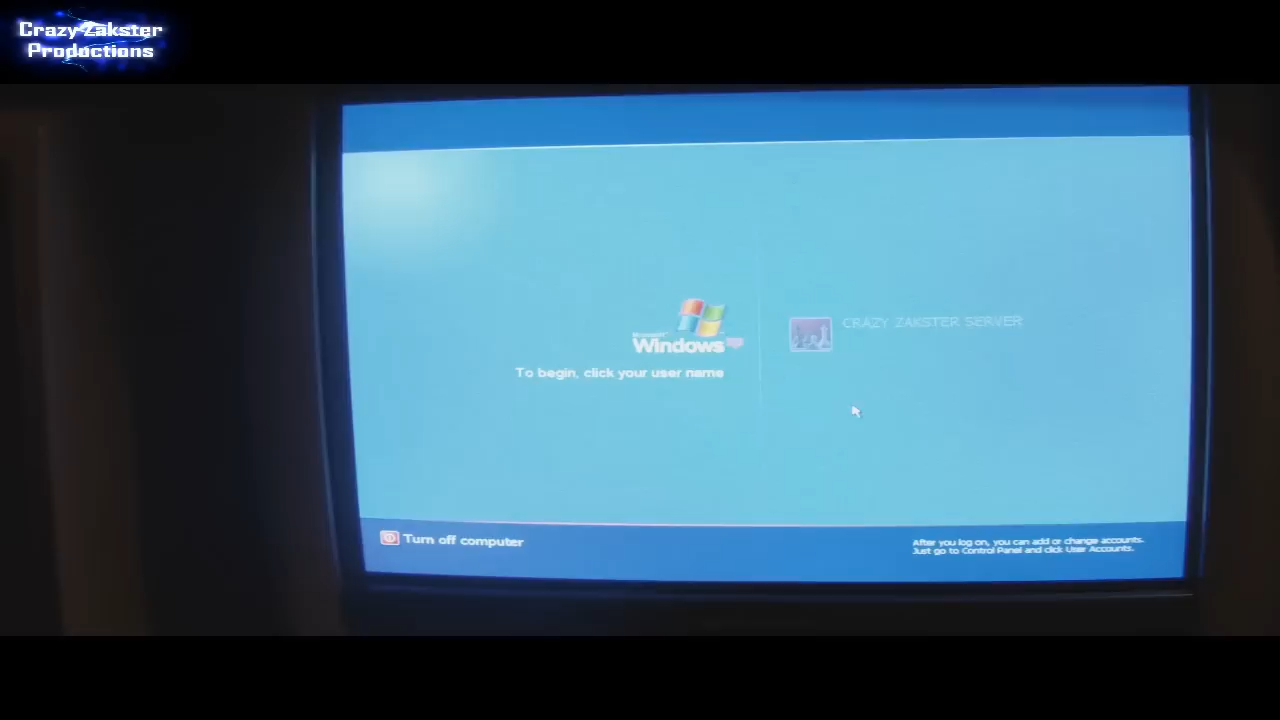 Crazy Zakster
Productions
Microsoft
Windows
To begin, click your user name
CRAZY ZAKSTER SERVER
Turn off computer
After you log on, you can add or change accounts.
Just go to Control Panel and click User Accounts.